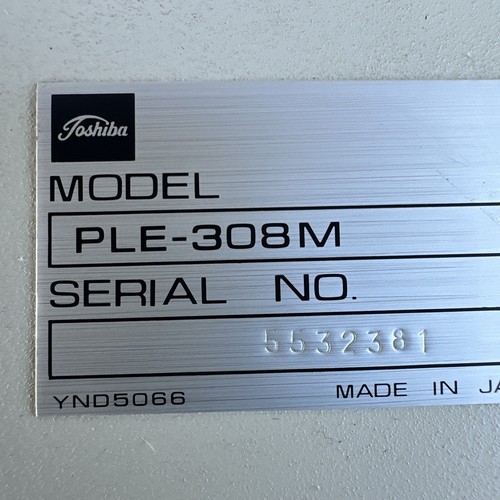 Toshiba
MODEL
PLE-308M
SERIAL NO.
5532381
YND5066
MADE IN JA